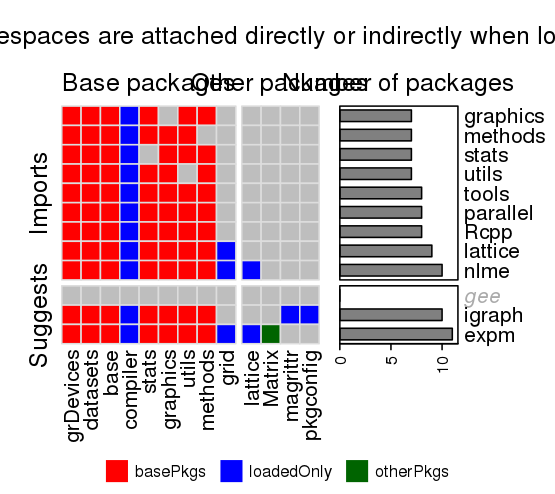 espaces are attached directly or indirectly when lo
Base packages Other packages Number of packages
Imports
Suggests
graphics
methods
stats
utils
tools
parallel
Rcpp
lattice
nlme
gee
igraph
expm
grDevices
datasets
base
compiler
stats
graphics
utils
methods
grid
lattice
Matrix
magrittr
pkgconfig
0 5 10
basePkgs loadedOnly otherPkgs